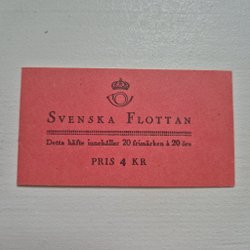 SVENSKA FLOTTAN
Detta häfte innehåller 20 frimärken à 20 öre
PRIS 4 KR